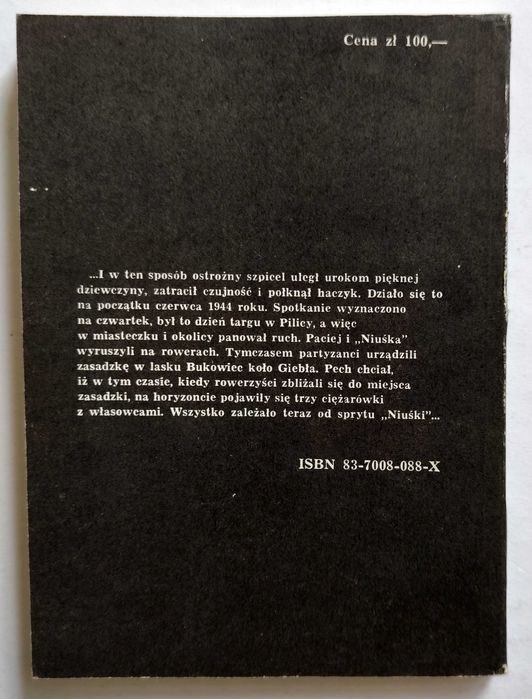 Cena zł 100,—
...I w ten sposób ostrożny szpicel uległ urokom pięknej
dziewczyny, zatracił czujność i połknął haczyk. Działo się to
na początku czerwca 1944 roku. Spotkanie wyznaczono
na czwartek, był to dzień targu w Pilicy, a więc
w miasteczku i okolicy panował ruch. Paciej i „Niuśka”
wyruszyli na rowerach. Tymczasem partyzanci urządzili
zasadzkę w lasku Bukowiec koło Giebła. Pech chciał,
iż w tym czasie, kiedy rowerzyści zbliżali się do miejsca
zasadzki, na horyzoncie pojawiły się trzy ciężarówki
z własowcami. Wszystko zależało teraz od sprytu „Niuśki”...
ISBN 83-7008-088-X